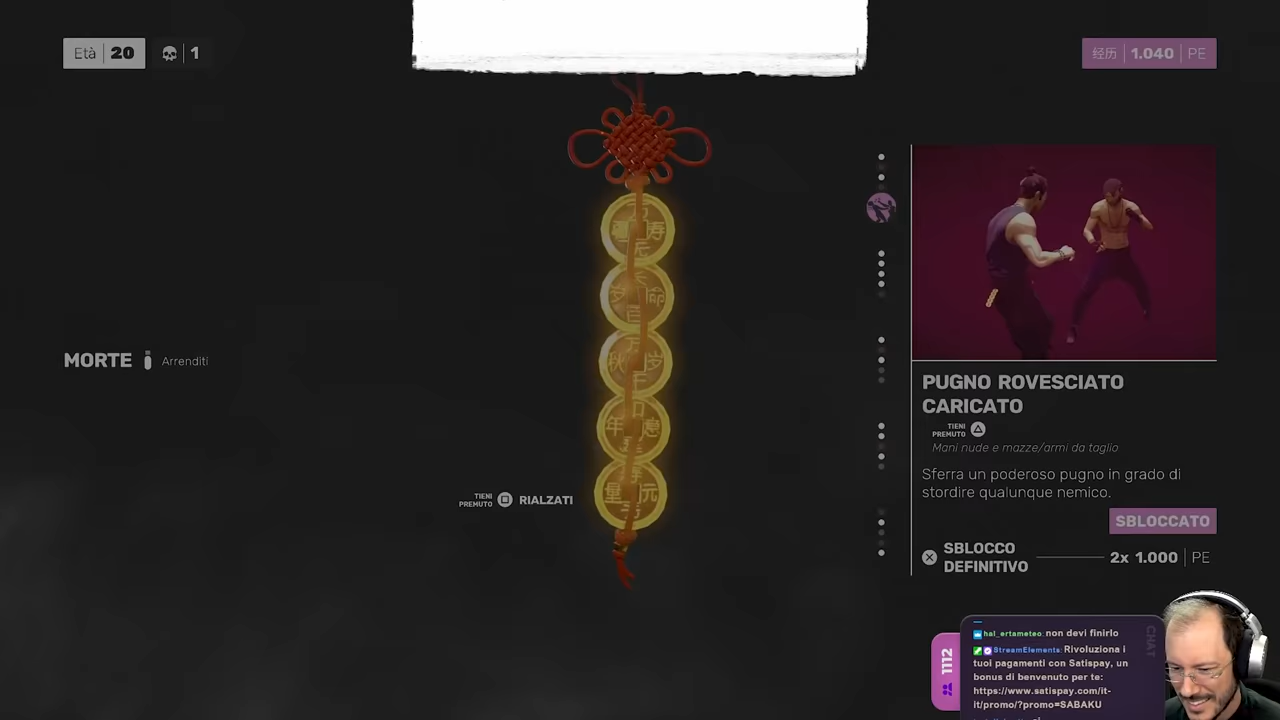 Età 20 1
经历 1.040 PE
MORTE Arrenditi
TIENI PREMUTO RIALZATI
PUGNO ROVESCIATO
CARICATO
TIENI
PREMUTO
Mani nude e mazze/armi da taglio
Sferra un poderoso pugno in grado di
stordire qualunque nemico.
SBLOCCATO
SBLOCCO
DEFINITIVO 2x 1.000 PE
1112
CHAT
hal_ertameteo: non devi finirlo
StreamElements: Rivoluziona i
tuoi pagamenti con Satispay, un
bonus di benvenuto per te:
https://www.satispay.com/it-
it/promo/?promo=SABAKU